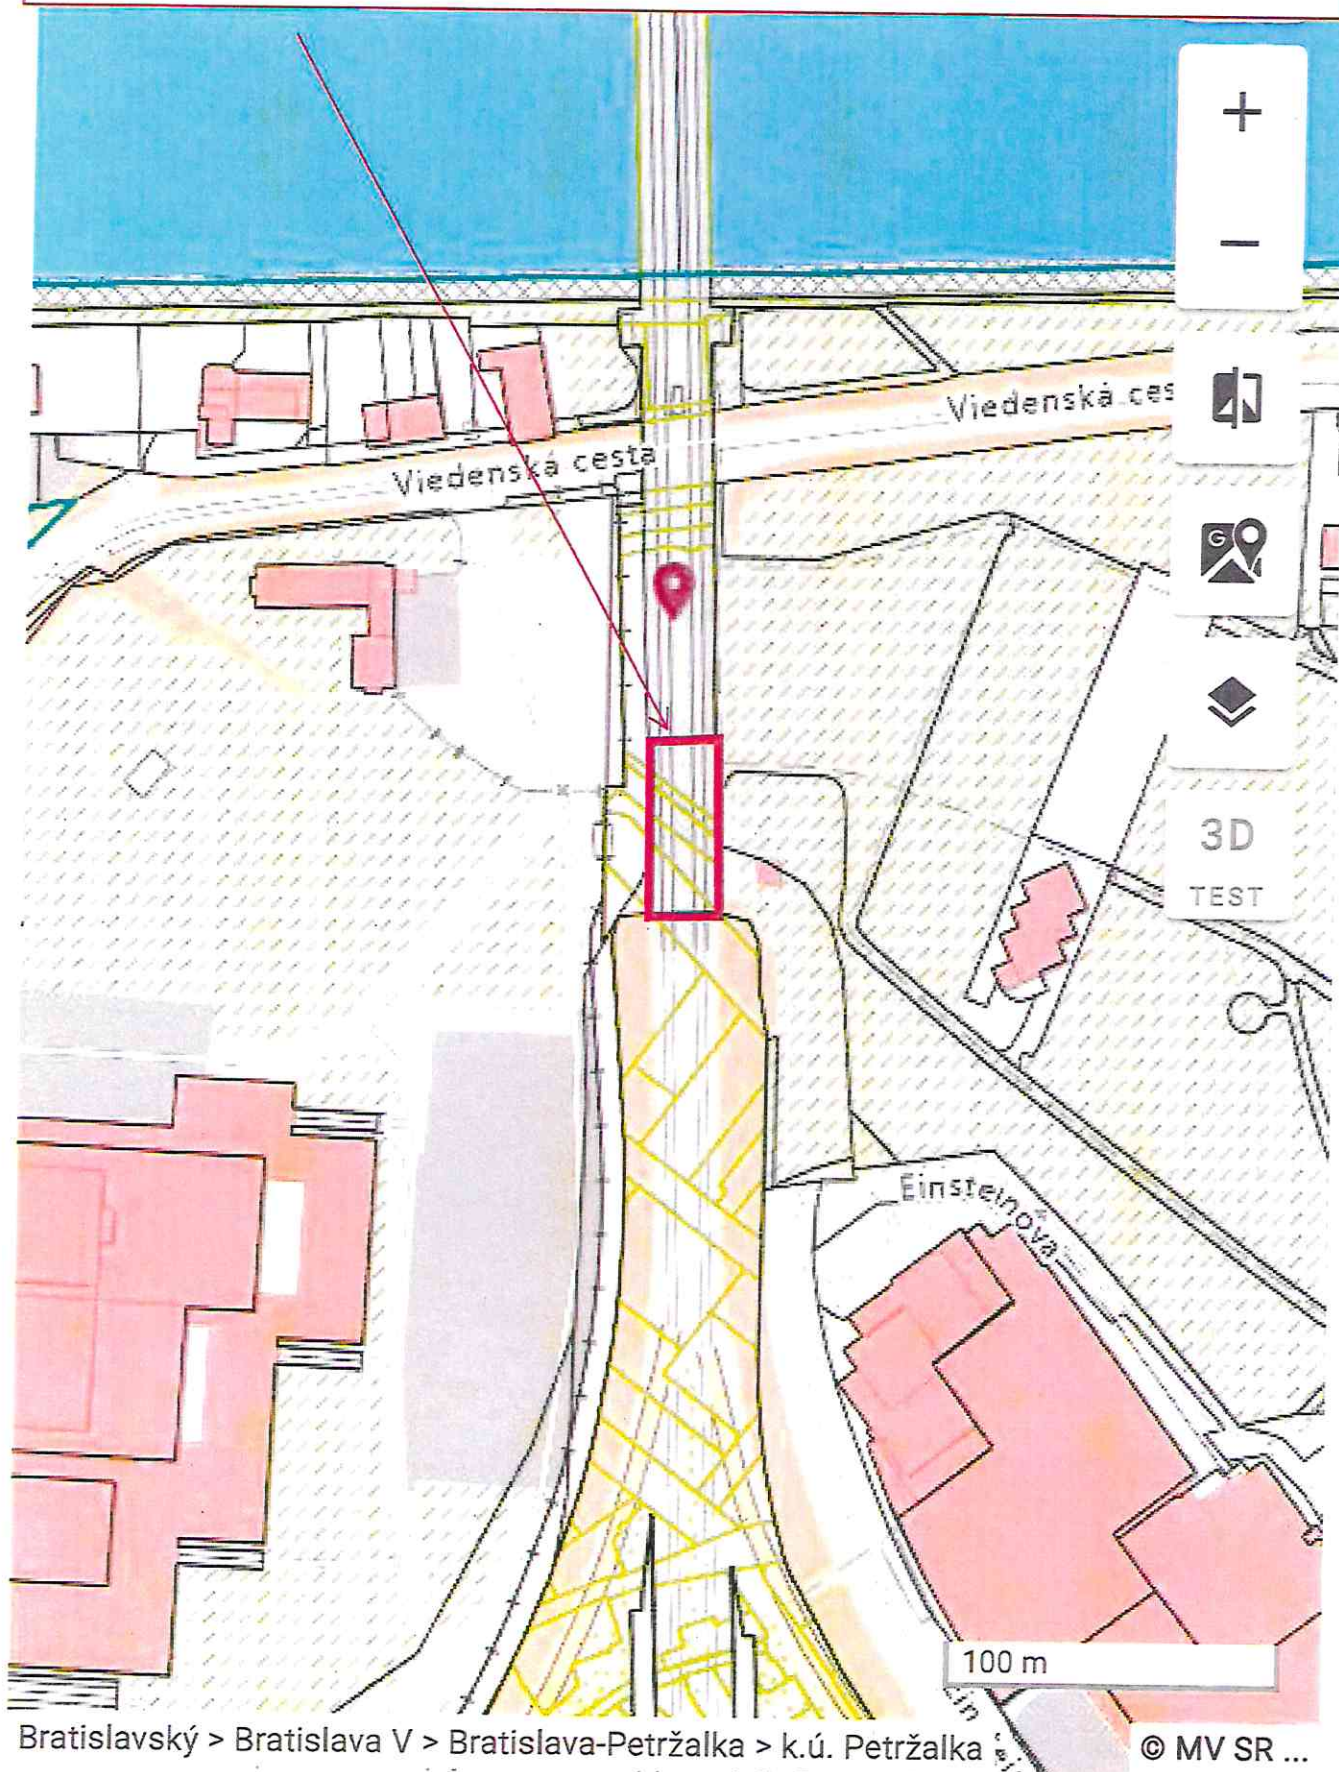 +
−
Viedenská ces
Viedenská cesta
G
3D
TEST
Einsteinova
100 m
Bratislavský > Bratislava V > Bratislava-Petržalka > k.ú. Petržalka
© MV SR ...